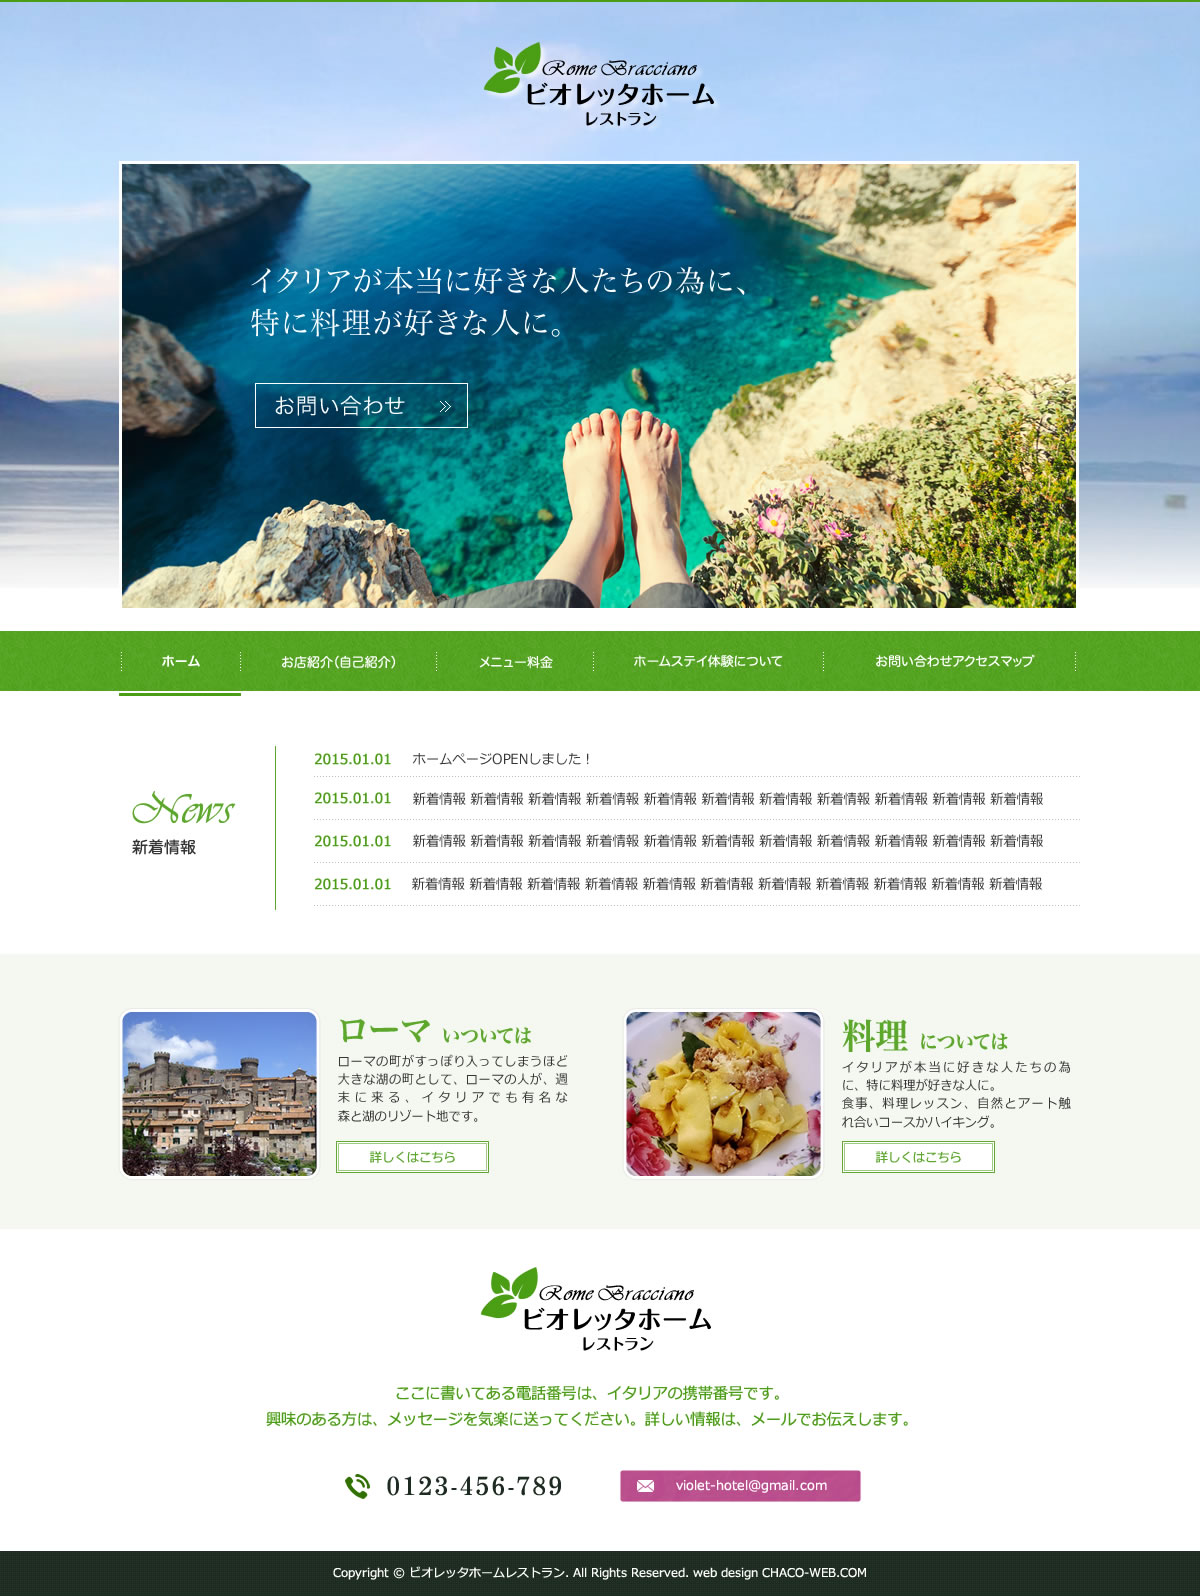 Rome Bracciano
ビオレッタホーム
レストラン
イタリアが本当に好きな人たちの為に、
特に料理が好きな人に。
お問い合わせ »
ホーム
お店紹介(自己紹介)
メニュー料金
ホームステイ体験について
お問い合わせアクセスマップ
News
新着情報
2015.01.01 ホームページOPENしました！
2015.01.01 新着情報 新着情報 新着情報 新着情報 新着情報 新着情報 新着情報 新着情報 新着情報 新着情報 新着情報
2015.01.01 新着情報 新着情報 新着情報 新着情報 新着情報 新着情報 新着情報 新着情報 新着情報 新着情報 新着情報
2015.01.01 新着情報 新着情報 新着情報 新着情報 新着情報 新着情報 新着情報 新着情報 新着情報 新着情報 新着情報
ローマ いついては
ローマの町がすっぽり入ってしまうほど
大きな湖の町として、ローマの人が、週
末に来る、イタリアでも有名な
森と湖のリゾート地です。
詳しくはこちら
料理 については
イタリアが本当に好きな人たちの為
に、特に料理が好きな人に。
食事、料理レッスン、自然とアート触
れ合いコースかハイキング。
詳しくはこちら
Rome Bracciano
ビオレッタホーム
レストラン
ここに書いてある電話番号は、イタリアの携帯番号です。
興味のある方は、メッセージを気楽に送ってください。詳しい情報は、メールでお伝えします。
0123-456-789
violet-hotel@gmail.com
Copyright © ビオレッタホームレストラン. All Rights Reserved. web design CHACO-WEB.COM